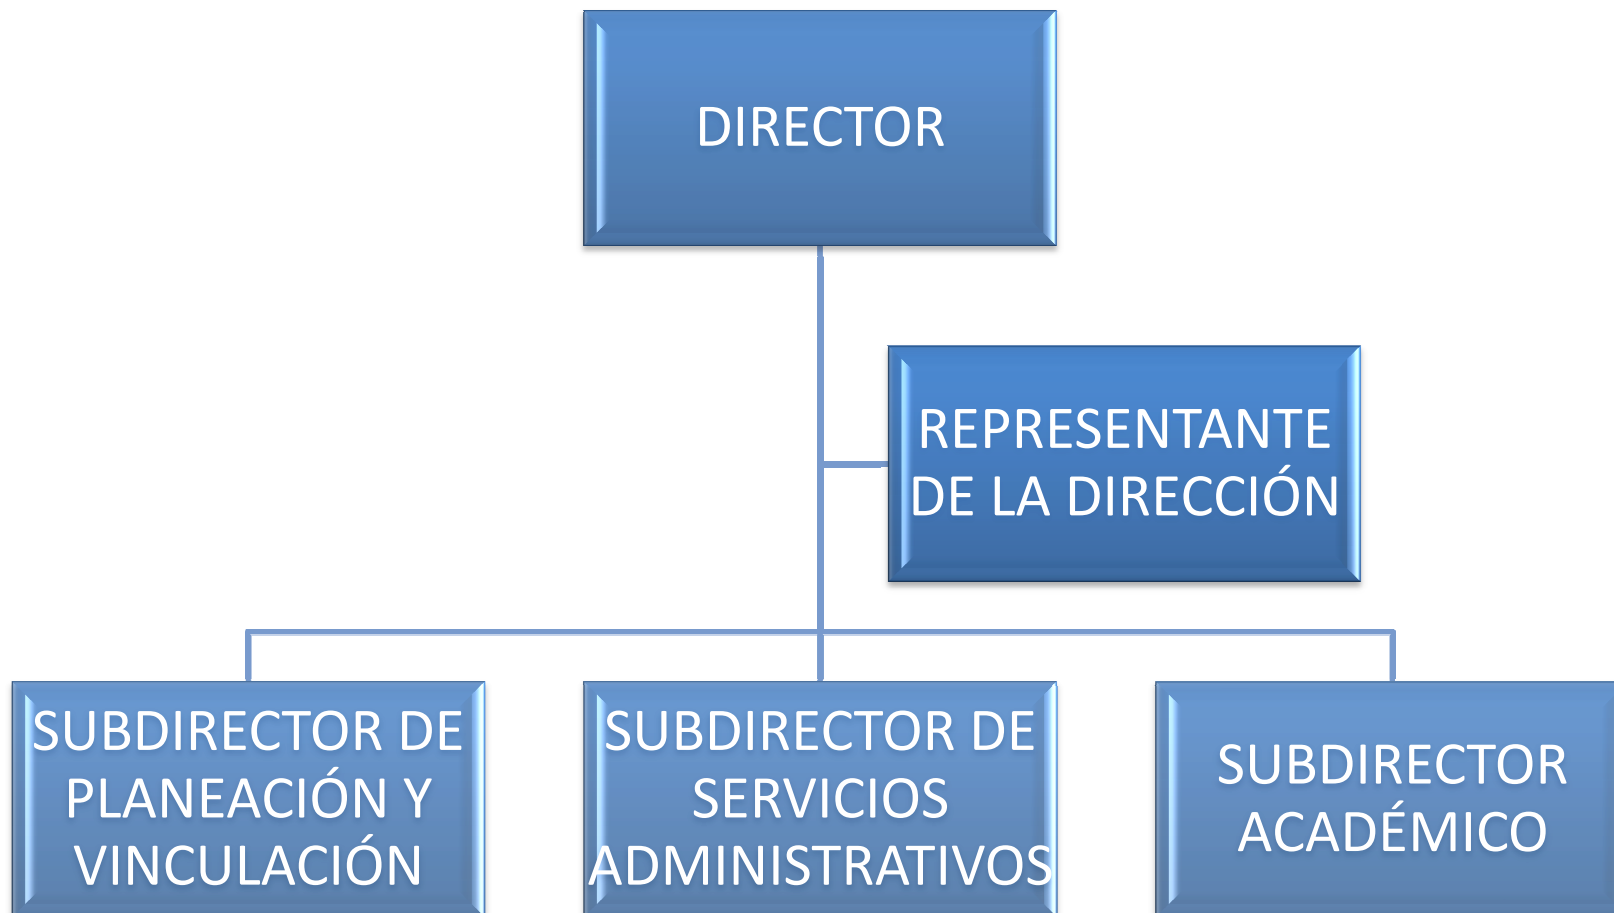 DIRECTOR
REPRESENTANTE
DE LA DIRECCIÓN
SUBDIRECTOR DE
PLANEACIÓN Y
VINCULACIÓN
SUBDIRECTOR DE
SERVICIOS
ADMINISTRATIVOS
SUBDIRECTOR
ACADÉMICO